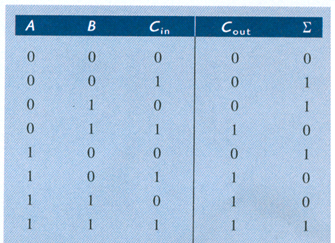 A B Cin Cout Σ
0 0 0 0 0
0 0 1 0 1
0 1 0 0 1
0 1 1 1 0
1 0 0 0 1
1 0 1 1 0
1 1 0 1 0
1 1 1 1 1